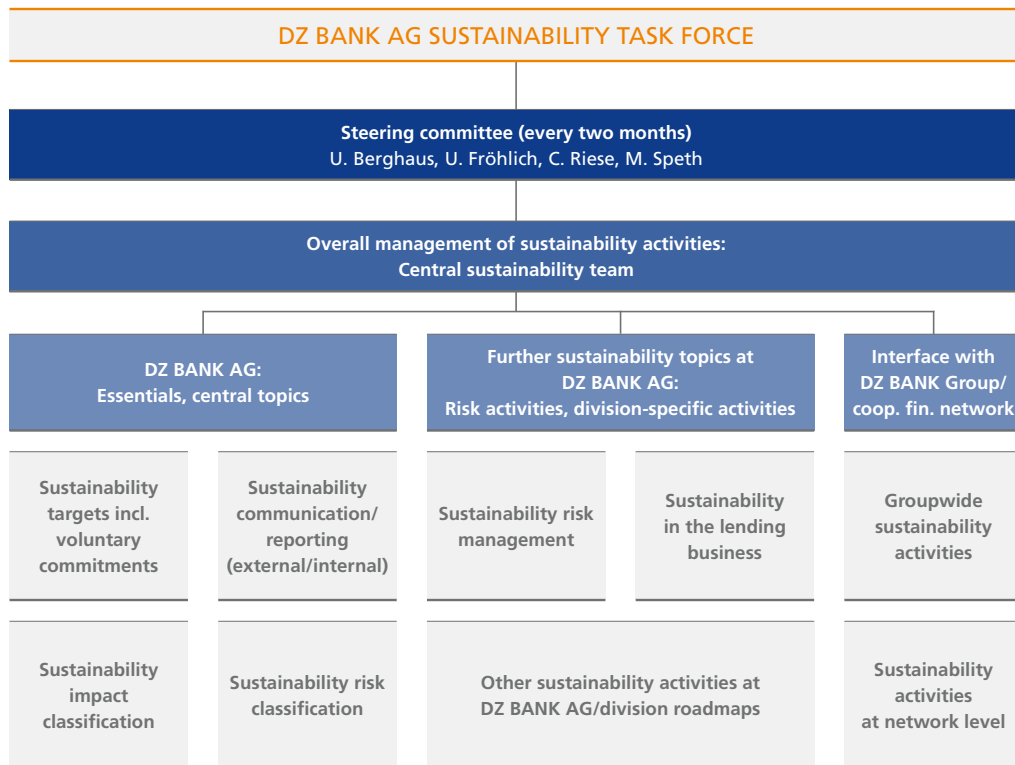 DZ BANK AG SUSTAINABILITY TASK FORCE
Steering committee (every two months)
U. Berghaus, U. Fröhlich, C. Riese, M. Speth
Overall management of sustainability activities:
Central sustainability team
DZ BANK AG:
Essentials, central topics
Further sustainability topics at
DZ BANK AG:
Risk activities, division-specific activities
Interface with
DZ BANK Group/
coop. fin. network
Sustainability
targets incl.
voluntary
commitments
Sustainability
communication/
reporting
(external/internal)
Sustainability risk
management
Sustainability
in the lending
business
Groupwide
sustainability
activities
Sustainability
impact
classification
Sustainability risk
classification
Other sustainability activities at
DZ BANK AG/division roadmaps
Sustainability
activities
at network level